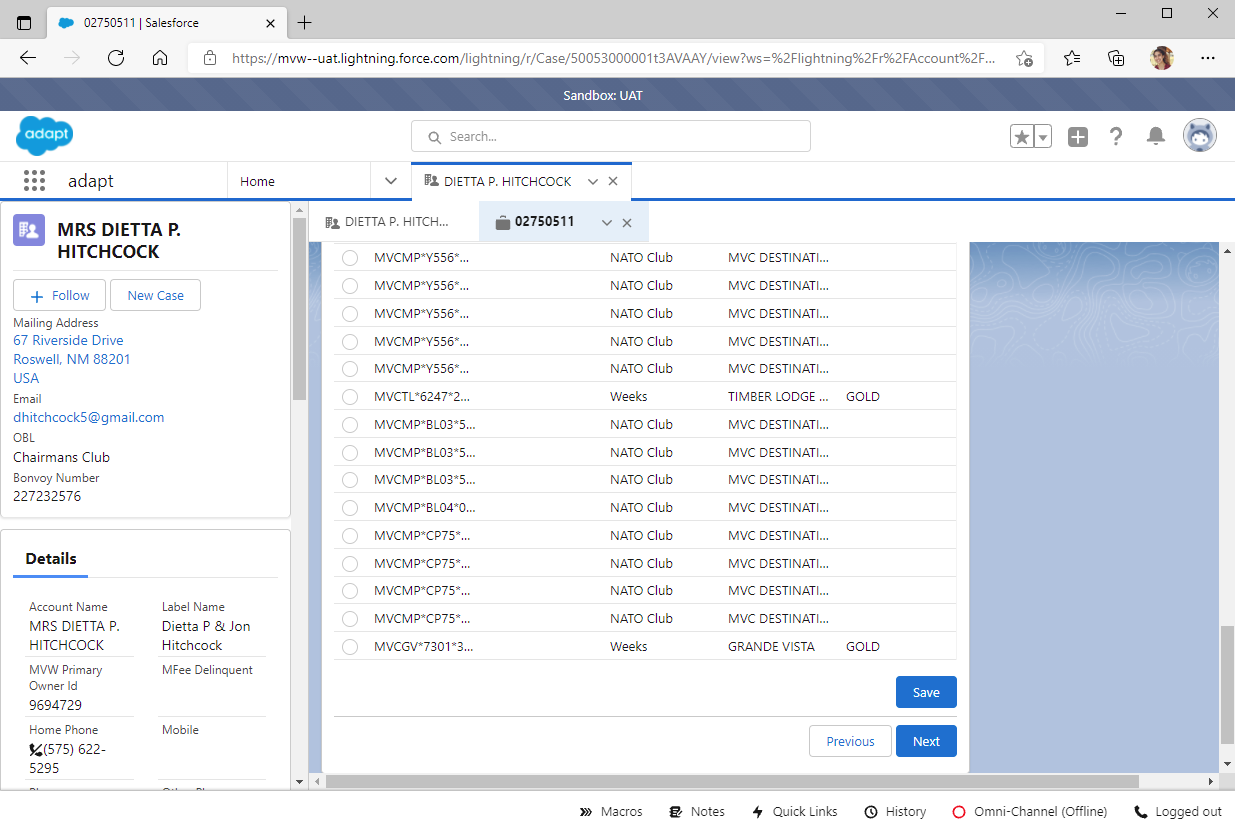 02750511 | Salesforce
https://mvw--uat.lightning.force.com/lightning/r/Case/50053000001t3AVAAY/view?ws=%2Flightning%2Fr%2FAccount%2F...
Sandbox: UAT
adapt
Search...
adapt
Home
DIETTA P. HITCHCOCK
MRS DIETTA P.
HITCHCOCK
Follow
New Case
Mailing Address
67 Riverside Drive
Roswell, NM 88201
USA
Email
dhitchcock5@gmail.com
OBL
Chairmans Club
Bonvoy Number
227232576
Details
Account Name
MRS DIETTA P.
HITCHCOCK
Label Name
Dietta P & Jon
Hitchcock
MVW Primary
Owner Id
9694729
MFee Delinquent
Home Phone
(575) 622-
5295
Mobile
DIETTA P. HITCH...
02750511
MVCMP*Y556*... NATO Club MVC DESTINATI...
MVCMP*Y556*... NATO Club MVC DESTINATI...
MVCMP*Y556*... NATO Club MVC DESTINATI...
MVCMP*Y556*... NATO Club MVC DESTINATI...
MVCMP*Y556*... NATO Club MVC DESTINATI...
MVCTL*6247*2... Weeks TIMBER LODGE ... GOLD
MVCMP*BL03*5... NATO Club MVC DESTINATI...
MVCMP*BL03*5... NATO Club MVC DESTINATI...
MVCMP*BL03*5... NATO Club MVC DESTINATI...
MVCMP*BL04*0... NATO Club MVC DESTINATI...
MVCMP*CP75*... NATO Club MVC DESTINATI...
MVCMP*CP75*... NATO Club MVC DESTINATI...
MVCMP*CP75*... NATO Club MVC DESTINATI...
MVCMP*CP75*... NATO Club MVC DESTINATI...
MVCGV*7301*3... Weeks GRANDE VISTA GOLD
Save
Previous
Next
Macros
Notes
Quick Links
History
Omni-Channel (Offline)
Logged out